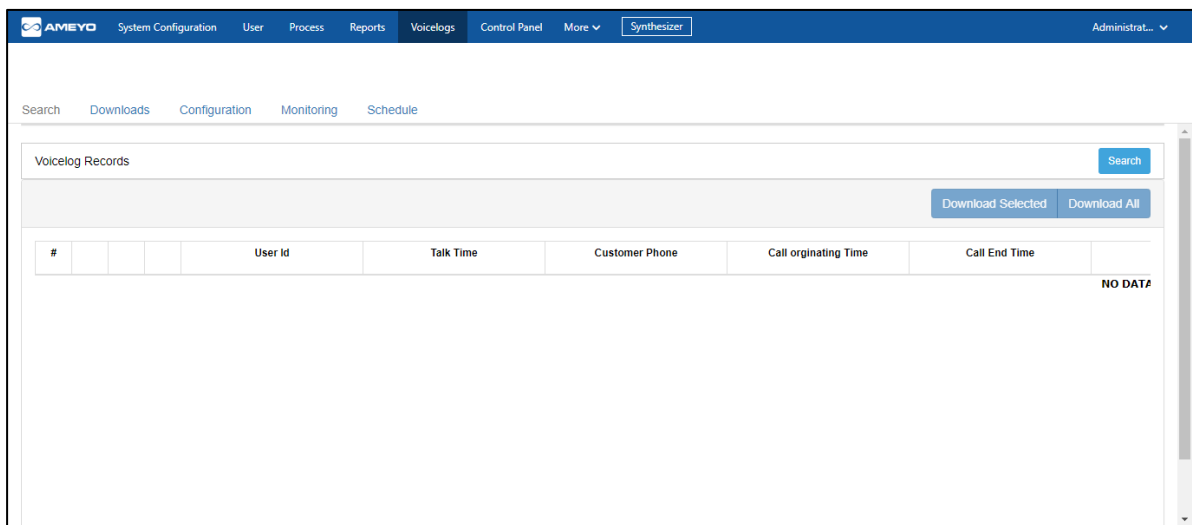 AMEYO System Configuration User Process Reports Voicelogs Control Panel More Synthesizer Administrat...
Search Downloads Configuration Monitoring Schedule
Voicelog Records Search
Download Selected Download All
# User Id Talk Time Customer Phone Call orginating Time Call End Time
NO DATA